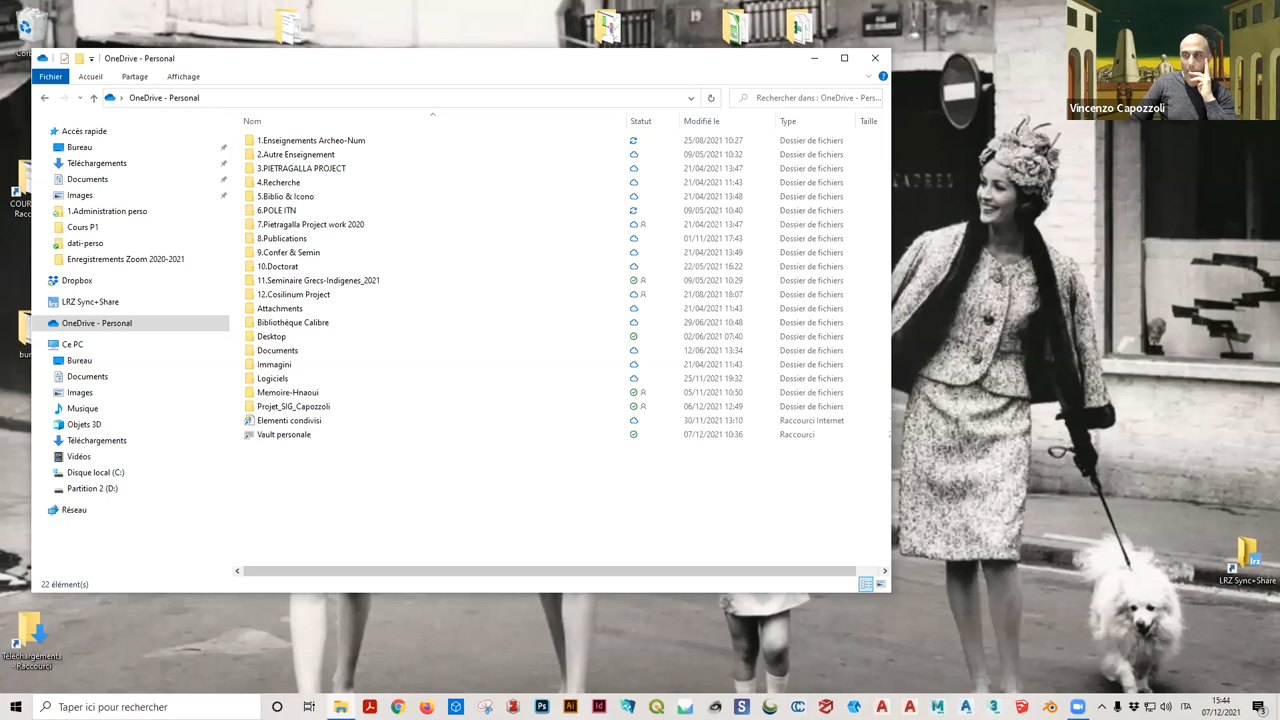 OneDrive - Personal
Fichier Accueil Partage Affichage
OneDrive - Personal
Rechercher dans : OneDrive - Pers...
Vincenzo Capozzoli
Nom Statut Modifié le Type Taille
Accès rapide
Bureau
Téléchargements
Documents
Images
1.Administration perso
Cours P1
dati-perso
Enregistrements Zoom 2020-2021
Dropbox
LRZ Sync+Share
OneDrive - Personal
Ce PC
Bureau
Documents
Images
Musique
Objets 3D
Téléchargements
Vidéos
Disque local (C:)
Partition 2 (D:)
Réseau
1.Enseignements Archeo-Num 25/08/2021 10:27 Dossier de fichiers
2.Autre Enseignement 09/05/2021 10:32 Dossier de fichiers
3.PIETRAGALLA PROJECT 21/04/2021 13:47 Dossier de fichiers
4.Recherche 21/04/2021 11:43 Dossier de fichiers
5.Biblio & Icono 21/04/2021 13:48 Dossier de fichiers
6.POLE ITN 09/05/2021 10:40 Dossier de fichiers
7.Pietragalla Project work 2020 21/04/2021 13:47 Dossier de fichiers
8.Publications 01/11/2021 17:43 Dossier de fichiers
9.Confer & Semin 21/04/2021 13:49 Dossier de fichiers
10.Doctorat 22/05/2021 16:22 Dossier de fichiers
11.Seminaire Grecs-Indigenes_2021 09/05/2021 10:29 Dossier de fichiers
12.Cosilinum Project 21/08/2021 18:07 Dossier de fichiers
Attachments 21/04/2021 11:43 Dossier de fichiers
Bibliothèque Calibre 29/06/2021 10:48 Dossier de fichiers
Desktop 02/06/2021 07:40 Dossier de fichiers
Documents 12/06/2021 13:34 Dossier de fichiers
Immagini 21/04/2021 11:43 Dossier de fichiers
Logiciels 25/11/2021 19:32 Dossier de fichiers
Memoire-Hnaoui 05/11/2021 10:50 Dossier de fichiers
Projet_SIG_Capozzoli 06/12/2021 12:49 Dossier de fichiers
Elementi condivisi 30/11/2021 13:10 Raccourci Internet
Vault personale 07/12/2021 10:36 Raccourci
22 élément(s)
LRZ Sync+Share
Téléchargements
- Raccourci
Taper ici pour rechercher
ITA
15:44
07/12/2021